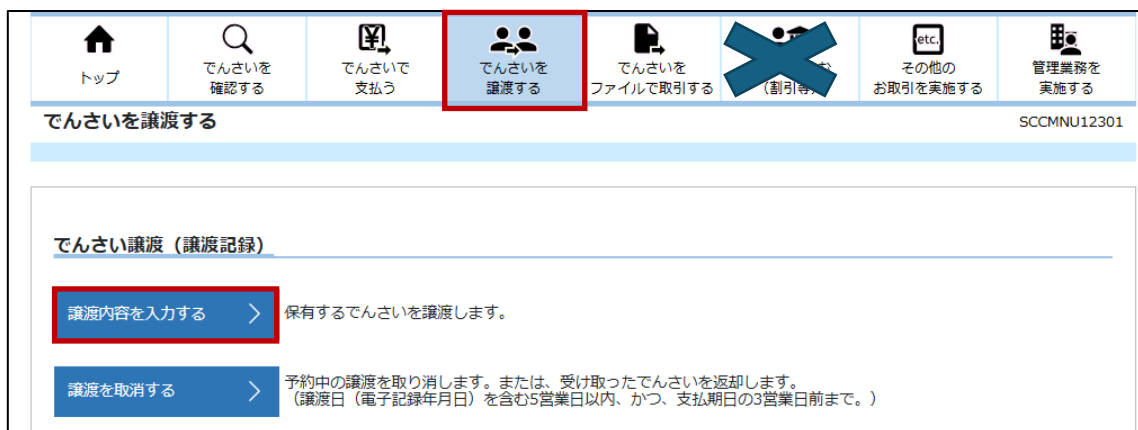 トップ
でんさいを
確認する
でんさいで
支払う
でんさいを
譲渡する
でんさいを
ファイルで取引する
(割引等)
etc.
その他の
お取引を実施する
管理業務を
実施する
でんさいを譲渡する
SCCMNU12301
でんさい譲渡（譲渡記録）
譲渡内容を入力する
保有するでんさいを譲渡します。
譲渡を取消する
予約中の譲渡を取り消します。または、受け取ったでんさいを返却します。
（譲渡日（電子記録年月日）を含む5営業日以内、かつ、支払期日の3営業日前まで。）